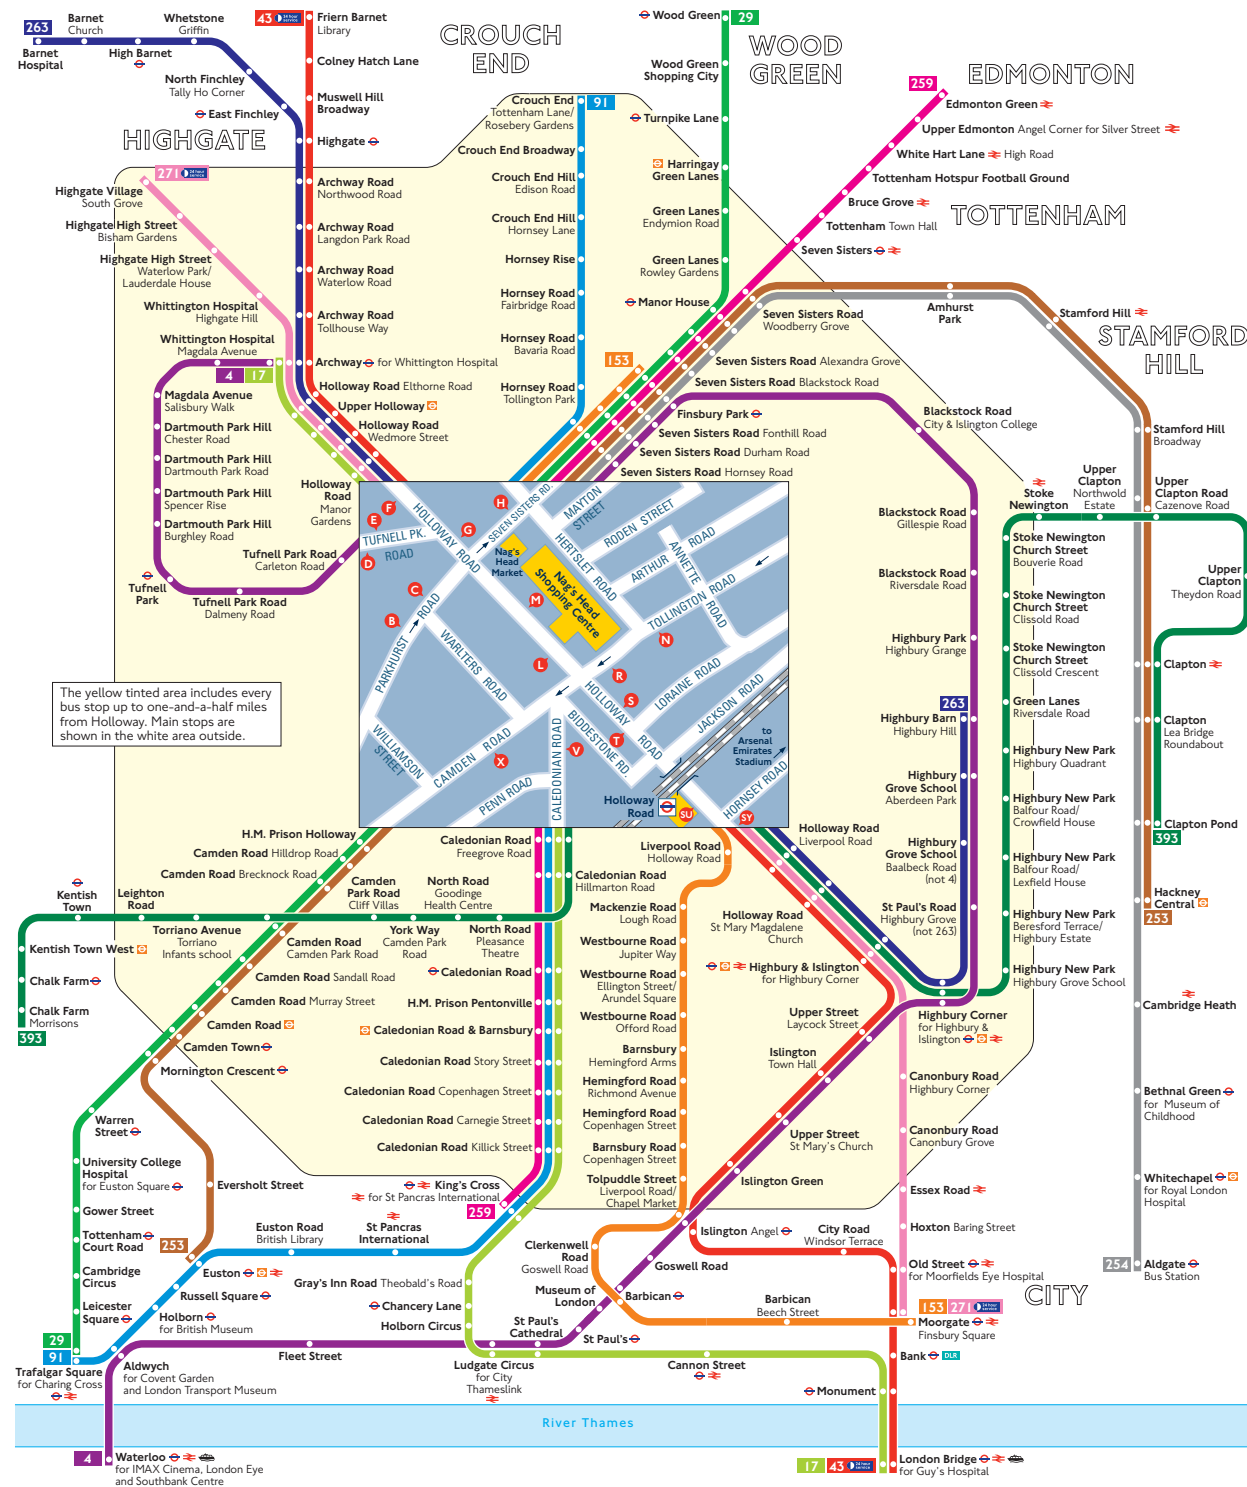 263
Barnet
Church
Whetstone
Griffin
Barnet
Hospital
High Barnet
North Finchley
Tally Ho Corner
East Finchley
43 24 hour service
Friern Barnet
Library
Colney Hatch Lane
Muswell Hill
Broadway
Highgate
CROUCH
END
Wood Green
29
WOOD
GREEN
Wood Green
Shopping City
Turnpike Lane
Harringay
Green Lanes
Green Lanes
Endymion Road
Green Lanes
Rowley Gardens
Manor House
EDMONTON
259
Edmonton Green
Upper Edmonton Angel Corner for Silver Street
White Hart Lane High Road
Tottenham Hotspur Football Ground
Bruce Grove
TOTTENHAM
Tottenham Town Hall
Seven Sisters
HIGHGATE
271 24 hour service
Highgate Village
South Grove
Highgate High Street
Bisham Gardens
Highgate High Street
Waterlow Park/
Lauderdale House
Whittington Hospital
Highgate Hill
Whittington Hospital
Magdala Avenue
4
17
Archway Road
Northwood Road
Archway Road
Langdon Park Road
Archway Road
Waterlow Road
Archway Road
Tollhouse Way
Archway for Whittington Hospital
Holloway Road Elthorne Road
Upper Holloway
Holloway Road
Wedmore Street
Crouch End
Tottenham Lane/
Rosebery Gardens
91
Crouch End Broadway
Crouch End Hill
Edison Road
Crouch End Hill
Hornsey Lane
Hornsey Rise
Hornsey Road
Fairbridge Road
Hornsey Road
Bavaria Road
Hornsey Road
Tollington Park
153
Seven Sisters Road
Woodberry Grove
Amhurst
Park
Stamford Hill
STAMFORD
HILL
Seven Sisters Road Alexandra Grove
Seven Sisters Road Blackstock Road
Finsbury Park
Seven Sisters Road Fonthill Road
Seven Sisters Road Durham Road
Seven Sisters Road Hornsey Road
Blackstock Road
City & Islington College
Stamford Hill
Broadway
Magdala Avenue
Salisbury Walk
Dartmouth Park Hill
Chester Road
Dartmouth Park Hill
Dartmouth Park Road
Dartmouth Park Hill
Spencer Rise
Dartmouth Park Hill
Burghley Road
Tufnell
Park
Tufnell Park Road
Carleton Road
Tufnell Park Road
Dalmeny Road
Holloway
Road
Manor
Gardens
Stoke
Newington
Upper
Clapton
Northwold
Estate
Upper
Clapton Road
Cazenove Road
Blackstock Road
Gillespie Road
Blackstock Road
Riversdale Road
Highbury Park
Highbury Grange
263
Highbury Barn
Highbury Hill
Highbury
Grove School
Aberdeen Park
Highbury
Grove School
Baalbeck Road
(not 4)
St Paul's Road
Highbury Grove
(not 263)
Stoke Newington
Church Street
Bouverie Road
Stoke Newington
Church Street
Clissold Road
Stoke Newington
Church Street
Clissold Crescent
Green Lanes
Riversdale Road
Highbury New Park
Highbury Quadrant
Highbury New Park
Balfour Road/
Crowfield House
Highbury New Park
Balfour Road/
Lexfield House
Highbury New Park
Beresford Terrace/
Highbury Estate
Highbury New Park
Highbury Grove School
Upper
Clapton
Theydon Road
Clapton
Clapton
Lea Bridge
Roundabout
Clapton Pond
393
Hackney
Central
253
Cambridge Heath
Bethnal Green
for Museum of
Childhood
Whitechapel
for Royal London
Hospital
254
Aldgate
Bus Station
The yellow tinted area includes every
bus stop up to one-and-a-half miles
from Holloway. Main stops are
shown in the white area outside.
F
E
D
G
H
C
B
M
N
L
R
S
T
V
X
SU
SY
TUFNELL PK.
ROAD
HOLLOWAY ROAD
SEVEN SISTERS RD.
MAYTON
STREET
RODEN STREET
HERTSLET ROAD
ARTHUR ROAD
ANNETTE ROAD
TOLLINGTON ROAD
Nag's
Head
Market
Nag's Head
Shopping Centre
PARKHURST ROAD
WARLTERS ROAD
WILLIAMSON
STREET
CAMDEN ROAD
PENN ROAD
CALEDONIAN ROAD
BIDDESTONE RD.
HOLLOWAY ROAD
LORAINE ROAD
JACKSON ROAD
HORNSEY ROAD
to
Arsenal
Emirates
Stadium
Holloway
Road
H.M. Prison Holloway
Camden Road Hilldrop Road
Camden Road Brecknock Road
Kentish
Town
Leighton
Road
Camden
Park Road
Cliff Villas
North Road
Goodinge
Health Centre
Torriano Avenue
Torriano
Infants school
Camden Road
Camden Park Road
York Way
Camden Park
Road
North Road
Pleasance
Theatre
Kentish Town West
Chalk Farm
Chalk Farm
Morrisons
393
Camden Road Sandall Road
Camden Road Murray Street
Camden Road
Camden Town
Mornington Crescent
Caledonian Road
Freegrove Road
Caledonian Road
Hillmarton Road
Caledonian Road
H.M. Prison Pentonville
Caledonian Road & Barnsbury
Caledonian Road Story Street
Caledonian Road Copenhagen Street
Caledonian Road Carnegie Street
Caledonian Road Killick Street
King's Cross
for St Pancras International
259
Liverpool Road
Holloway Road
Mackenzie Road
Lough Road
Westbourne Road
Jupiter Way
Westbourne Road
Ellington Street/
Arundel Square
Westbourne Road
Offord Road
Barnsbury
Hemingford Arms
Hemingford Road
Richmond Avenue
Hemingford Road
Copenhagen Street
Barnsbury Road
Copenhagen Street
Tolpuddle Street
Liverpool Road/
Chapel Market
Holloway Road
Liverpool Road
Holloway Road
St Mary Magdalene
Church
Highbury & Islington
for Highbury Corner
Upper Street
Laycock Street
Islington
Town Hall
Upper Street
St Mary's Church
Islington Green
Islington Angel
Highbury Corner
for Highbury &
Islington
Canonbury Road
Highbury Corner
Canonbury Road
Canonbury Grove
Essex Road
Hoxton Baring Street
City Road
Windsor Terrace
Old Street
for Moorfields Eye Hospital
CITY
153
271 24 hour service
Moorgate
Finsbury Square
Barbican
Beech Street
Bank DLR
Cannon Street
Monument
Warren
Street
University College
Hospital
for Euston Square
Gower Street
Tottenham
Court Road
Cambridge
Circus
Leicester
Square
29
91
Trafalgar Square
for Charing Cross
Eversholt Street
253
Euston
Russell Square
Holborn
for British Museum
Euston Road
British Library
St Pancras
International
Gray's Inn Road Theobald's Road
Chancery Lane
Holborn Circus
Clerkenwell
Road
Goswell Road
Goswell Road
Museum of
London
Barbican
St Paul's
Cathedral
St Paul's
Aldwych
for Covent Garden
and London Transport Museum
Fleet Street
Ludgate Circus
for City
Thameslink
River Thames
4
Waterloo
for IMAX Cinema, London Eye
and Southbank Centre
17
43 24 hour service
London Bridge
for Guy's Hospital